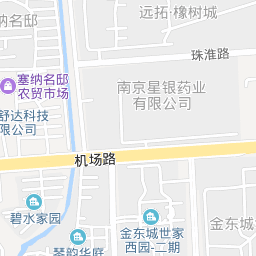 远拓·橡树城
纳名邸
珠淮路
塞纳名邸
农贸市场
南京星银药业
有限公司
舒达科技
限公司
机场路
碧水家园
金东城世家
西园-二期
金东城
琴韵华庭